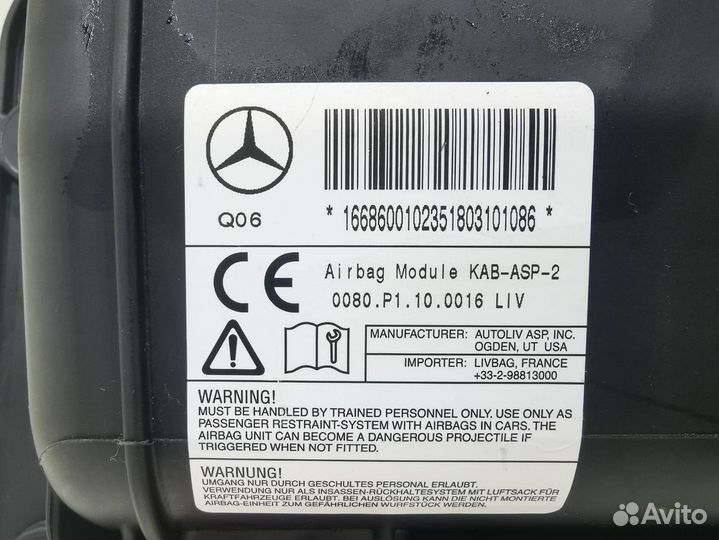 * 1668600102351803101086 *
Q06
Airbag Module KAB-ASP-2
0080.P1.10.0016 LIV
CE
MANUFACTURER: AUTOLIV ASP, INC.
OGDEN, UT USA
IMPORTER: LIVBAG, FRANCE
+33-2-98813000
WARNING!
MUST BE HANDLED BY TRAINED PERSONNEL ONLY. USE ONLY AS
PASSENGER RESTRAINT-SYSTEM WITH AIRBAGS IN CARS. THE
AIRBAG UNIT CAN BECOME A DANGEROUS PROJECTILE IF
TRIGGERED WHEN NOT FITTED.
WARNUNG!
UMGANG NUR DURCH GESCHULTES PERSONAL ERLAUBT.
VERWENDUNG NUR ALS INSASSEN-RÜCKHALTESYSTEM MIT LUFTSACK FÜR
KRAFTFAHRZEUGE ERLAUBT. BEI AUSLÖSUNG KANN DIE NICHT MONTIERTE
AIRBAG-EINHEIT ZUM GEFÄHRLICHEN WURFSTÜCK WERDEN.
Avito